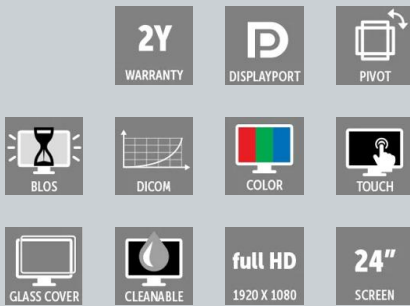 2Y
WARRANTY
DISPLAYPORT
PIVOT
BLOS
DICOM
COLOR
TOUCH
GLASS COVER
CLEANABLE
full HD
1920 X 1080
24"
SCREEN